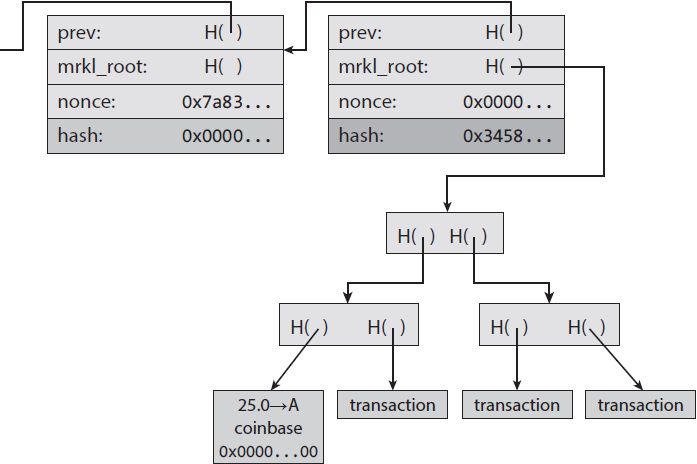 prev: H( )
mrkl_root: H( )
nonce: 0x7a83...
hash: 0x0000...
prev: H( )
mrkl_root: H( )
nonce: 0x0000...
hash: 0x3458...
H( ) H( )
H( ) H( )
H( ) H( )
25.0→A
coinbase
0x0000...00
transaction
transaction
transaction